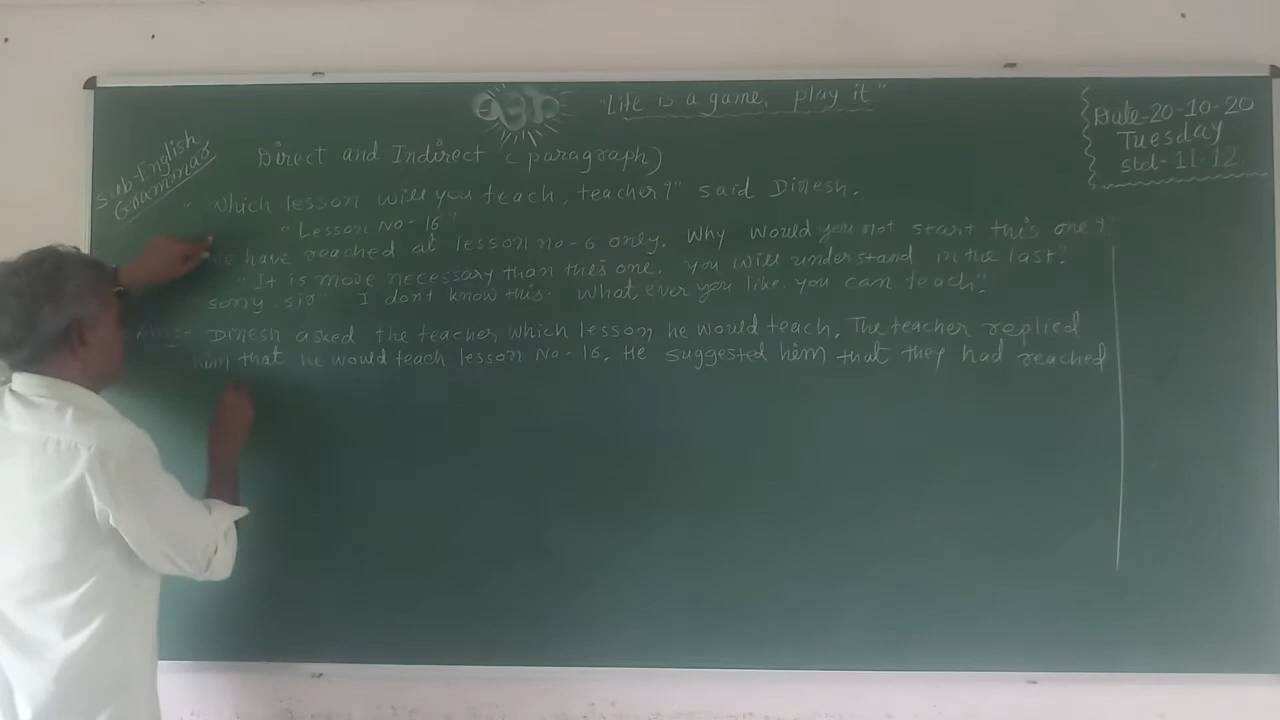 "Life is a game, play it"
Date-20-10-20
Tuesday
Std-11-12
Sub-English
Grammar
Direct and Indirect (paragraph)
"Which lesson will you teach, teacher?" said Dinesh.
"Lesson No-16"
have reached at lesson no-6 only. Why would you not start this one?"
"It is more necessary than this one. you will understand in the last?
sorry sir" I don't know this. What ever you like you can teach."
Ans:- Dinesh asked the teacher which lesson he would teach. The teacher replied
him that he would teach lesson No-16. He suggested him that they had reached